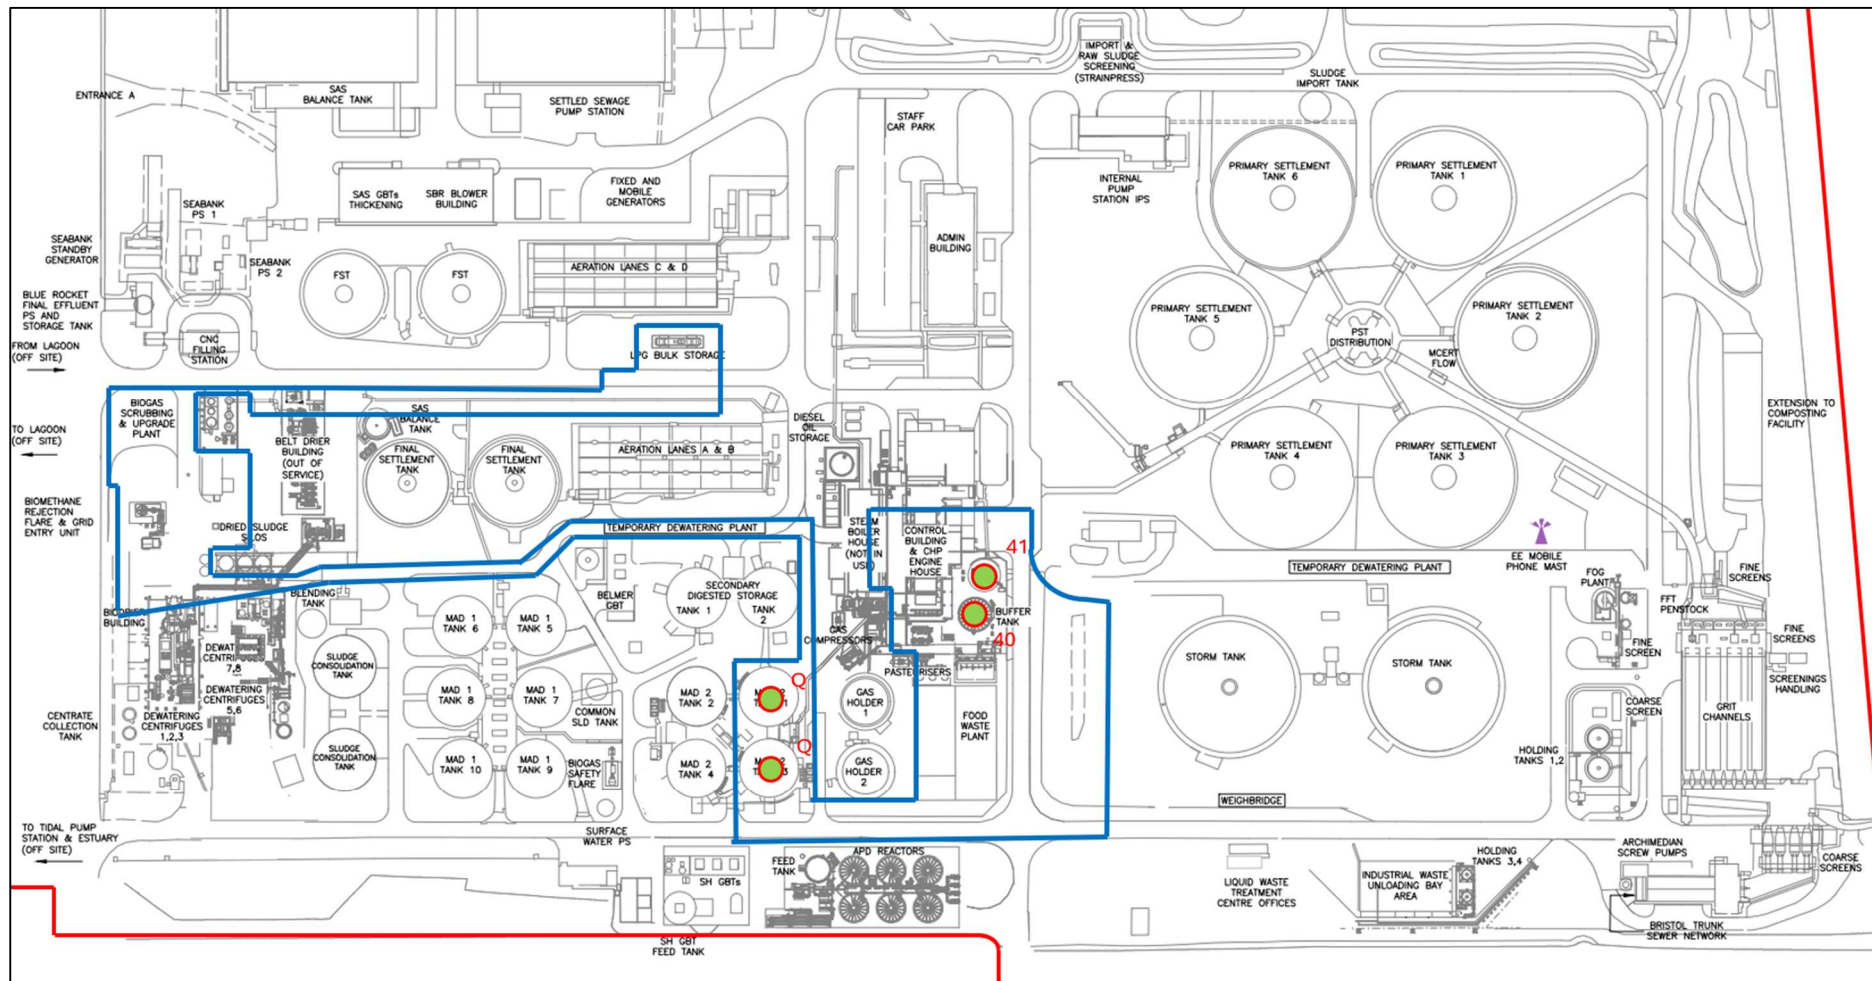 IMPORT &
RAW SLUDGE
SCREENING
(STRAINPRESS)
SLUDGE
IMPORT TANK
ENTRANCE A
SAS
BALANCE TANK
SETTLED SEWAGE
PUMP STATION
STAFF
CAR PARK
PRIMARY SETTLEMENT
TANK 6
PRIMARY SETTLEMENT
TANK 1
INTERNAL
PUMP
STATION IPS
SAS GBTs
THICKENING
SBR BLOWER
BUILDING
FIXED AND
MOBILE
GENERATORS
SEABANK
PS 1
SEABANK
STANDBY
GENERATOR
SEABANK
PS 2
FST
FST
AERATION LANES C & D
ADMIN
BUILDING
BLUE ROCKET
FINAL EFFLUENT
PS AND
STORAGE TANK
PRIMARY SETTLEMENT
TANK 5
PRIMARY SETTLEMENT
TANK 2
PST
DISTRIBUTION
MCERT
FLOW
CNC
FILLING
STATION
FROM LAGOON
(OFF SITE)
LPG BULK STORAGE
BIOGAS
SCRUBBING
& UPGRADE
PLANT
SAS
BALANCE
TANK
DIESEL
OIL
STORAGE
EXTENSION TO
COMPOSTING
FACILITY
TO LAGOON
(OFF SITE)
BELT DRIER
BUILDING
(OUT OF
SERVICE)
FINAL
SETTLEMENT
TANK
FINAL
SETTLEMENT
TANK
AERATION LANES A & B
PRIMARY SETTLEMENT
TANK 4
PRIMARY SETTLEMENT
TANK 3
BIOMETHANE
REJECTION
FLARE & GRID
ENTRY UNIT
DRIED SLUDGE
SILOS
TEMPORARY DEWATERING PLANT
STEAM
BOILER
HOUSE
(NOT IN
USE)
CONTROL
BUILDING
& CHP
ENGINE
HOUSE
41
EE MOBILE
PHONE MAST
TEMPORARY DEWATERING PLANT
FOG
PLANT
FINE
SCREENS
FFT
PENSTOCK
BLENDING
TANK
BELMER
GBT
SECONDARY
DIGESTED STORAGE
TANK 1
TANK
2
BUFFER
TANK
40
BUILDING
MAD 1
TANK 6
MAD 1
TANK 5
GAS
COMPRESSORS
FINE
SCREEN
FINE
SCREENS
DEWATERING
CENTRIFUGES
7,8
SLUDGE
CONSOLIDATION
TANK
PASTEURISERS
STORM TANK
STORM TANK
SCREENINGS
HANDLING
DEWATERING
CENTRIFUGES
5,6
MAD 1
TANK 8
MAD 1
TANK 7
MAD 2
TANK 2
Q
GAS
HOLDER
1
COARSE
SCREEN
GRIT
CHANNELS
CENTRATE
COLLECTION
TANK
DEWATERING
CENTRIFUGES
1,2,3
COMMON
SLD TANK
FOOD
WASTE
PLANT
SLUDGE
CONSOLIDATION
TANK
MAD 1
TANK 10
MAD 1
TANK 9
BIOGAS
SAFETY
FLARE
MAD 2
TANK 4
Q
GAS
HOLDER
2
HOLDING
TANKS 1,2
WEIGHBRIDGE
TO TIDAL PUMP
STATION & ESTUARY
(OFF SITE)
SURFACE
WATER PS
FEED
TANK
APD REACTORS
SH GBTs
LIQUID WASTE
TREATMENT
CENTRE OFFICES
INDUSTRIAL WASTE
UNLOADING BAY
AREA
HOLDING
TANKS 3,4
ARCHIMEDIAN
SCREW PUMPS
COARSE
SCREENS
SH GBT
FEED TANK
BRISTOL TRUNK
SEWER NETWORK